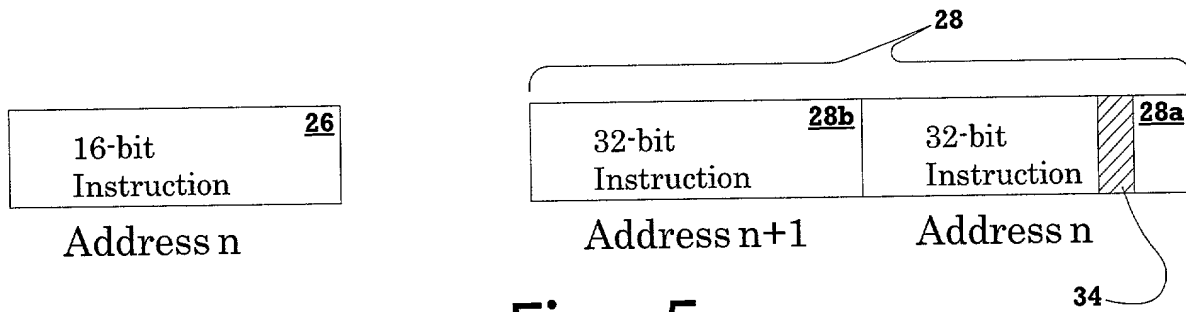 28
26
16-bit
Instruction
Address n
28b
32-bit
Instruction
Address n+1
28a
32-bit
Instruction
Address n
34